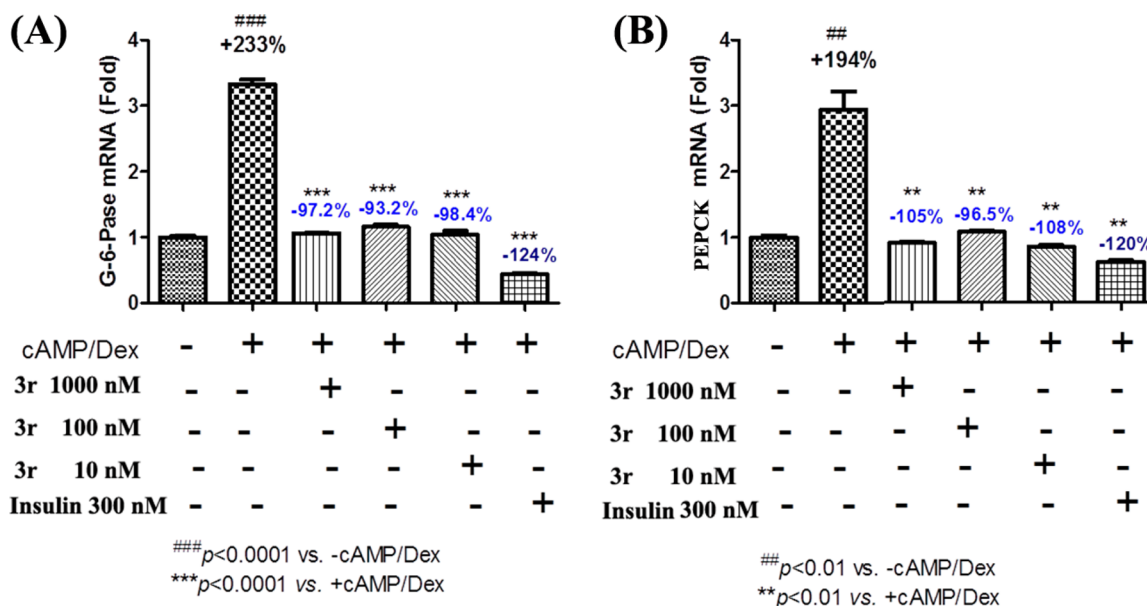 (A)
G-6-Pase mRNA (Fold)
4
3
2
1
0
###
+233%
***
-97.2%
***
-93.2%
***
-98.4%
***
-124%
cAMP/Dex - + + + + +
3r 1000 nM - - + - - -
3r 100 nM - - - + - -
3r 10 nM - - - - + -
Insulin 300 nM - - - - - +
###p<0.0001 vs. -cAMP/Dex
***p<0.0001 vs. +cAMP/Dex
(B)
PEPCK mRNA (Fold)
4
3
2
1
0
##
+194%
**
-105%
**
-96.5%
**
-108%
**
-120%
cAMP/Dex - + + + + +
3r 1000 nM - - + - - -
3r 100 nM - - - + - -
3r 10 nM - - - - + -
Insulin 300 nM - - - - - +
##p<0.01 vs. -cAMP/Dex
**p<0.01 vs. +cAMP/Dex